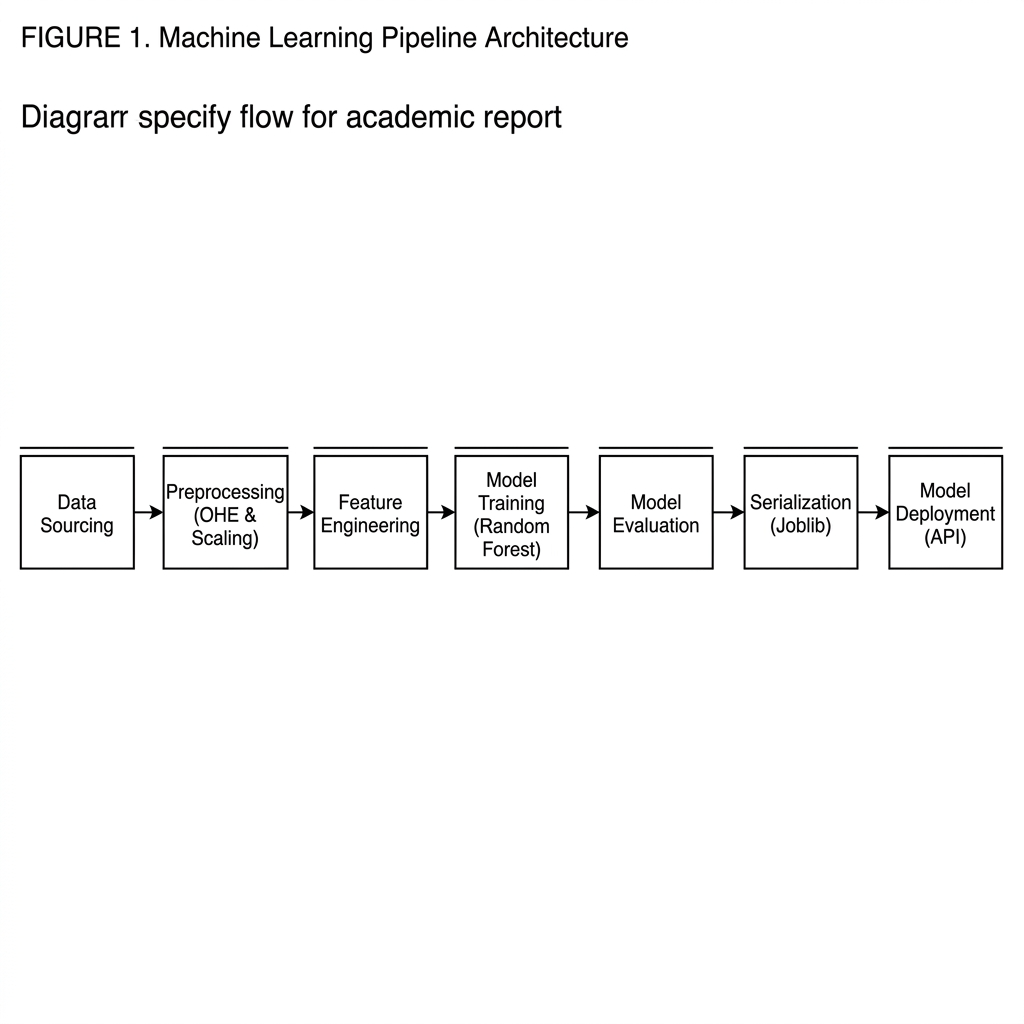 FIGURE 1. Machine Learning Pipeline Architecture
Diagrarr specify flow for academic report
Data
Sourcing
Preprocessing
(OHE &
Scaling)
Feature
Engineering
Model
Training
(Random
Forest)
Model
Evaluation
Serialization
(Joblib)
Model
Deployment
(API)